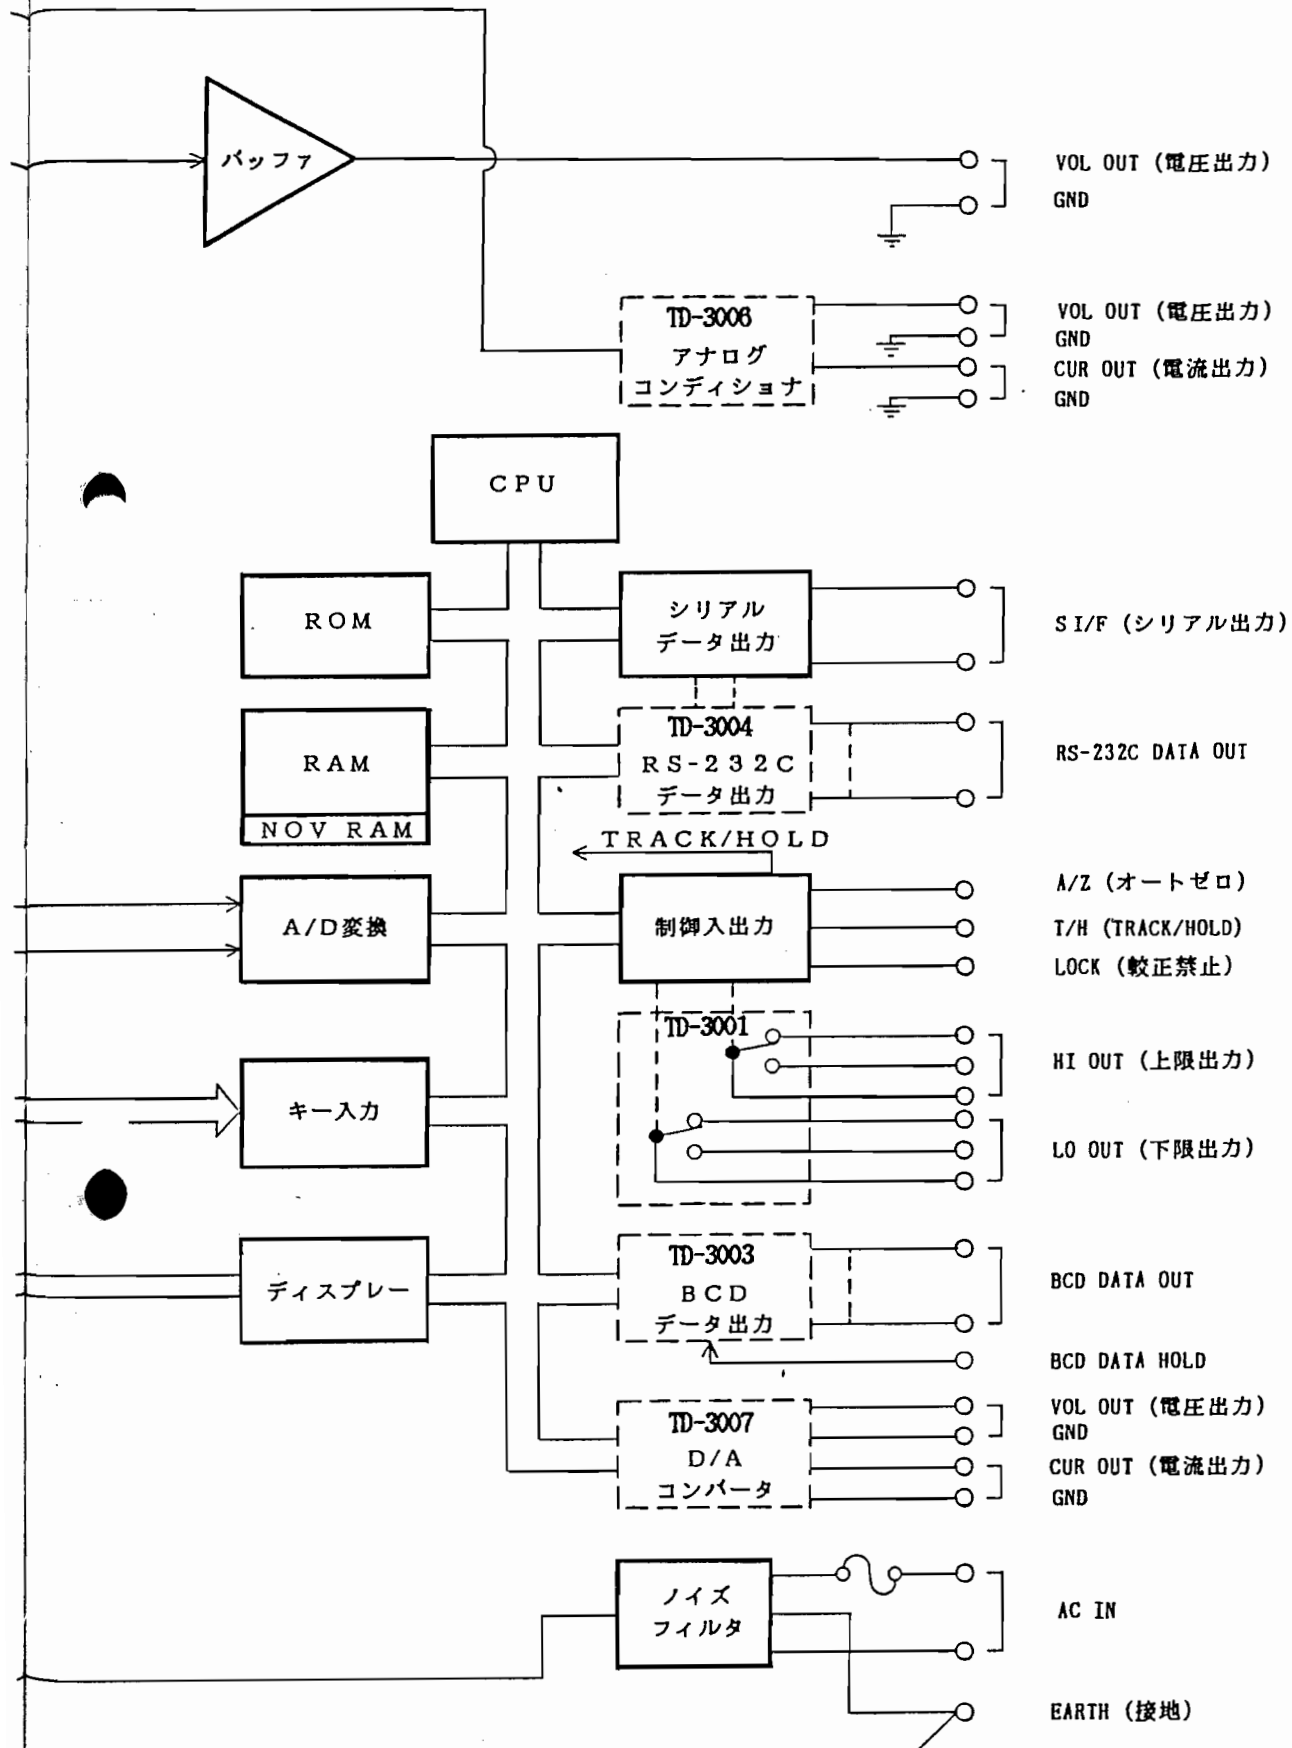 バッファ
VOL OUT (電圧出力)
GND
TD-3006
アナログ
コンディショナ
VOL OUT (電圧出力)
GND
CUR OUT (電流出力)
GND
CPU
ROM
シリアル
データ出力
SI/F (シリアル出力)
RAM
NOV RAM
TD-3004
RS-232C
データ出力
RS-232C DATA OUT
TRACK/HOLD
A/D変換
制御入出力
A/Z (オートゼロ)
T/H (TRACK/HOLD)
LOCK (較正禁止)
TD-3001
HI OUT (上限出力)
キー入力
LO OUT (下限出力)
ディスプレー
TD-3003
BCD
データ出力
BCD DATA OUT
BCD DATA HOLD
TD-3007
D/A
コンバータ
VOL OUT (電圧出力)
GND
CUR OUT (電流出力)
GND
ノイズ
フィルタ
AC IN
EARTH (接地)